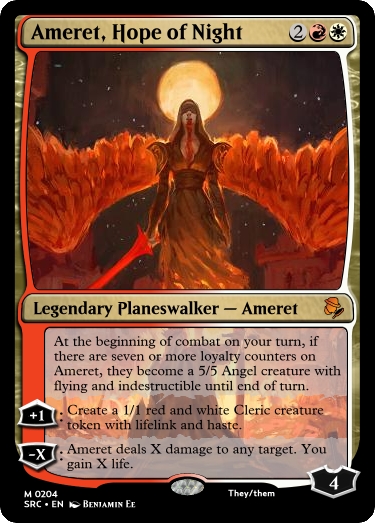 Ameret, Hope of Night 2
Legendary Planeswalker — Ameret
At the beginning of combat on your turn, if
there are seven or more loyalty counters on
Ameret, they become a 5/5 Angel creature with
flying and indestructible until end of turn.
+1 : Create a 1/1 red and white Cleric creature
token with lifelink and haste.
-X : Ameret deals X damage to any target. You
gain X life.
4
M 0204
SRC • EN Benjamin Ee
They/them